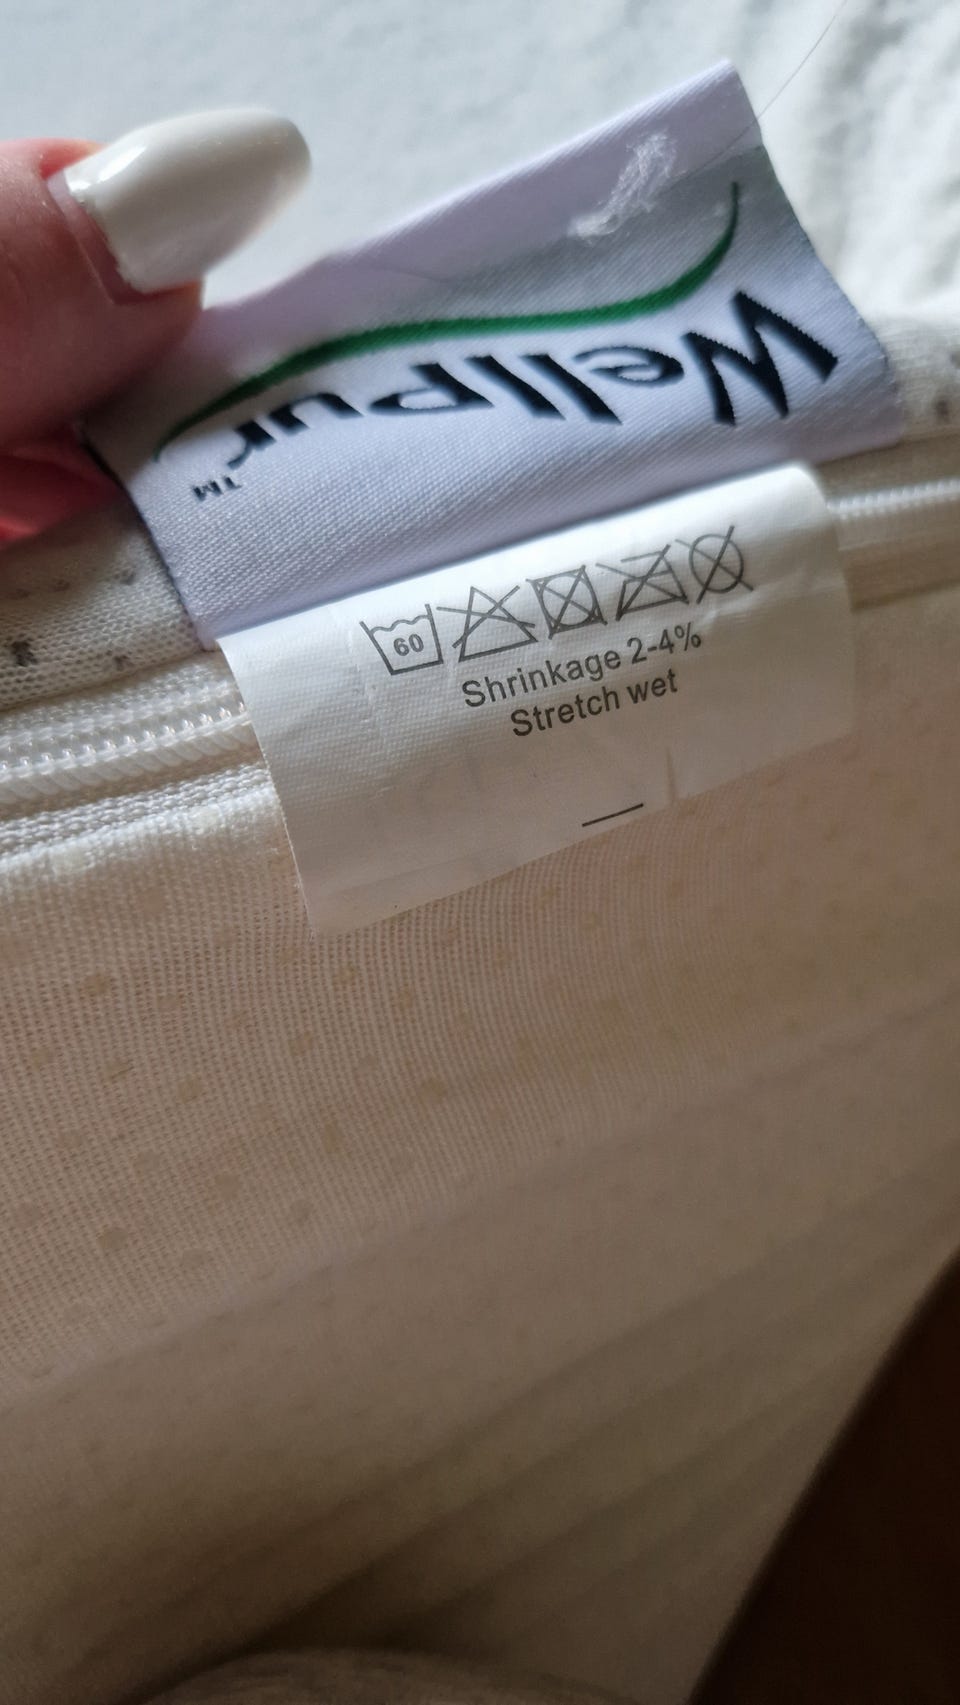 WellPur™
60
Shrinkage 2-4%
Stretch wet